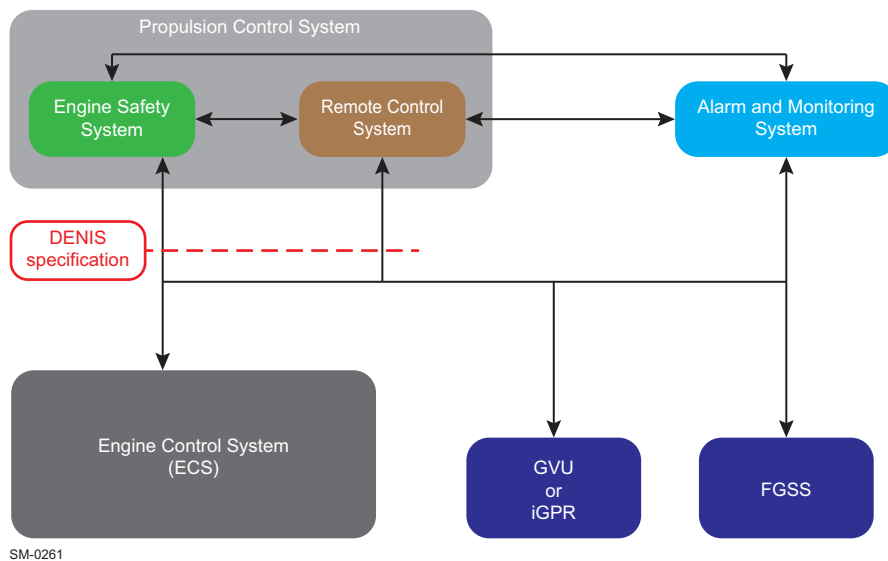 Propulsion Control System
Engine Safety
System
Remote Control
System
Alarm and Monitoring
System
DENIS
specification
Engine Control System
(ECS)
GVU
or
iGPR
FGSS
SM-0261